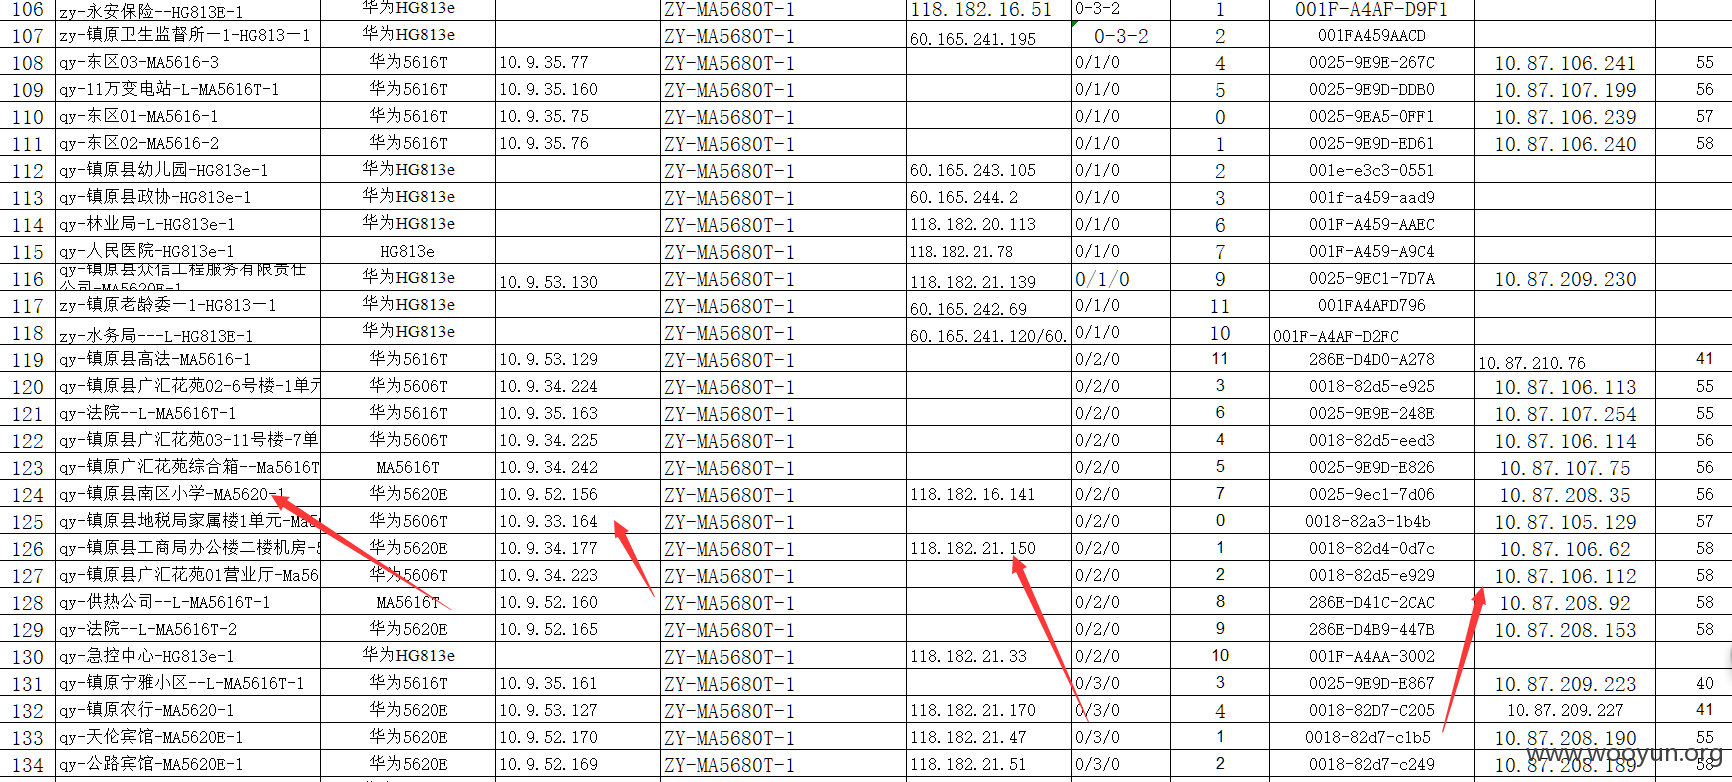 106 zy-永安保险--HG813E-1 华为HG813e ZY-MA5680T-1 118.182.16.51 0-3-2 1 001F-A4AF-D9F1
107 zy-镇原卫生监督所一1-HG813一1 华为HG813e ZY-MA5680T-1 60.165.241.195 0-3-2 2 001FA459AACD
108 qy-东区03-MA5616-3 华为5616T 10.9.35.77 ZY-MA5680T-1 0/1/0 4 0025-9E9E-267C 10.87.106.241 55
109 qy-11万变电站-L-MA5616T-1 华为5616T 10.9.35.160 ZY-MA5680T-1 0/1/0 5 0025-9E9D-DDB0 10.87.107.199 56
110 qy-东区01-MA5616-1 华为5616T 10.9.35.75 ZY-MA5680T-1 0/1/0 0 0025-9EA5-0FF1 10.87.106.239 57
111 qy-东区02-MA5616-2 华为5616T 10.9.35.76 ZY-MA5680T-1 0/1/0 1 0025-9E9D-ED61 10.87.106.240 58
112 qy-镇原县幼儿园-HG813e-1 华为HG813e ZY-MA5680T-1 60.165.243.105 0/1/0 2 001e-e3c3-0551
113 qy-镇原县政协-HG813e-1 华为HG813e ZY-MA5680T-1 60.165.244.2 0/1/0 3 001f-a459-aad9
114 qy-林业局-L-HG813e-1 华为HG813e ZY-MA5680T-1 118.182.20.113 0/1/0 6 001F-A459-AAEC
115 qy-人民医院-HG813e-1 HG813e ZY-MA5680T-1 118.182.21.78 0/1/0 7 001F-A459-A9C4
116 qy-镇原县众信工程服务有限责任公司-MA5620E-1 华为HG813e 10.9.53.130 ZY-MA5680T-1 118.182.21.139 0/1/0 9 0025-9EC1-7D7A 10.87.209.230
117 zy-镇原老龄委一1-HG813一1 华为HG813e ZY-MA5680T-1 60.165.242.69 0/1/0 11 001FA4AFD796
118 zy-水务局---L-HG813E-1 华为HG813e ZY-MA5680T-1 60.165.241.120/60. 0/1/0 10 001F-A4AF-D2FC
119 qy-镇原县高法-MA5616-1 华为5616T 10.9.53.129 ZY-MA5680T-1 0/2/0 11 286E-D4D0-A278 10.87.210.76 41
120 qy-镇原县广汇花苑02-6号楼-1单元 华为5606T 10.9.34.224 ZY-MA5680T-1 0/2/0 3 0018-82d5-e925 10.87.106.113 55
121 qy-法院--L-MA5616T-1 华为5616T 10.9.35.163 ZY-MA5680T-1 0/2/0 6 0025-9E9E-248E 10.87.107.254 55
122 qy-镇原县广汇花苑03-11号楼-7单 华为5606T 10.9.34.225 ZY-MA5680T-1 0/2/0 4 0018-82d5-eed3 10.87.106.114 56
123 qy-镇原广汇花苑综合箱--Ma5616T MA5616T 10.9.34.242 ZY-MA5680T-1 0/2/0 5 0025-9E9D-E826 10.87.107.75 56
124 qy-镇原县南区小学-MA5620-1 华为5620E 10.9.52.156 ZY-MA5680T-1 118.182.16.141 0/2/0 7 0025-9ec1-7d06 10.87.208.35 56
125 qy-镇原县地税局家属楼1单元-Ma5 华为5606T 10.9.33.164 ZY-MA5680T-1 0/2/0 0 0018-82a3-1b4b 10.87.105.129 57
126 qy-镇原县工商局办公楼二楼机房-5 华为5620E 10.9.34.177 ZY-MA5680T-1 118.182.21.150 0/2/0 1 0018-82d4-0d7c 10.87.106.62 58
127 qy-镇原县广汇花苑01营业厅-Ma56 华为5606T 10.9.34.223 ZY-MA5680T-1 0/2/0 2 0018-82d5-e929 10.87.106.112 58
128 qy-供热公司--L-MA5616T-1 MA5616T 10.9.52.160 ZY-MA5680T-1 0/2/0 8 286E-D41C-2CAC 10.87.208.92 58
129 qy-法院--L-MA5616T-2 华为5620E 10.9.52.165 ZY-MA5680T-1 0/2/0 9 286E-D4B9-447B 10.87.208.153 58
130 qy-急控中心-HG813e-1 华为HG813e ZY-MA5680T-1 118.182.21.33 0/2/0 10 001F-A4AA-3002
131 qy-镇原宁雅小区--L-MA5616T-1 华为5616T 10.9.35.161 ZY-MA5680T-1 0/3/0 3 0025-9E9D-E867 10.87.209.223 40
132 qy-镇原农行-MA5620-1 华为5620E 10.9.53.127 ZY-MA5680T-1 118.182.21.170 0/3/0 4 0018-82D7-C205 10.87.209.227 41
133 qy-天伦宾馆-MA5620E-1 华为5620E 10.9.52.170 ZY-MA5680T-1 118.182.21.47 0/3/0 1 0018-82d7-c1b5 10.87.208.190 55
134 qy-公路宾馆-MA5620E-1 华为5620E 10.9.52.169 ZY-MA5680T-1 118.182.21.51 0/3/0 2 0018-82d7-c249 10.87.208.189 58
www.wooyun.org